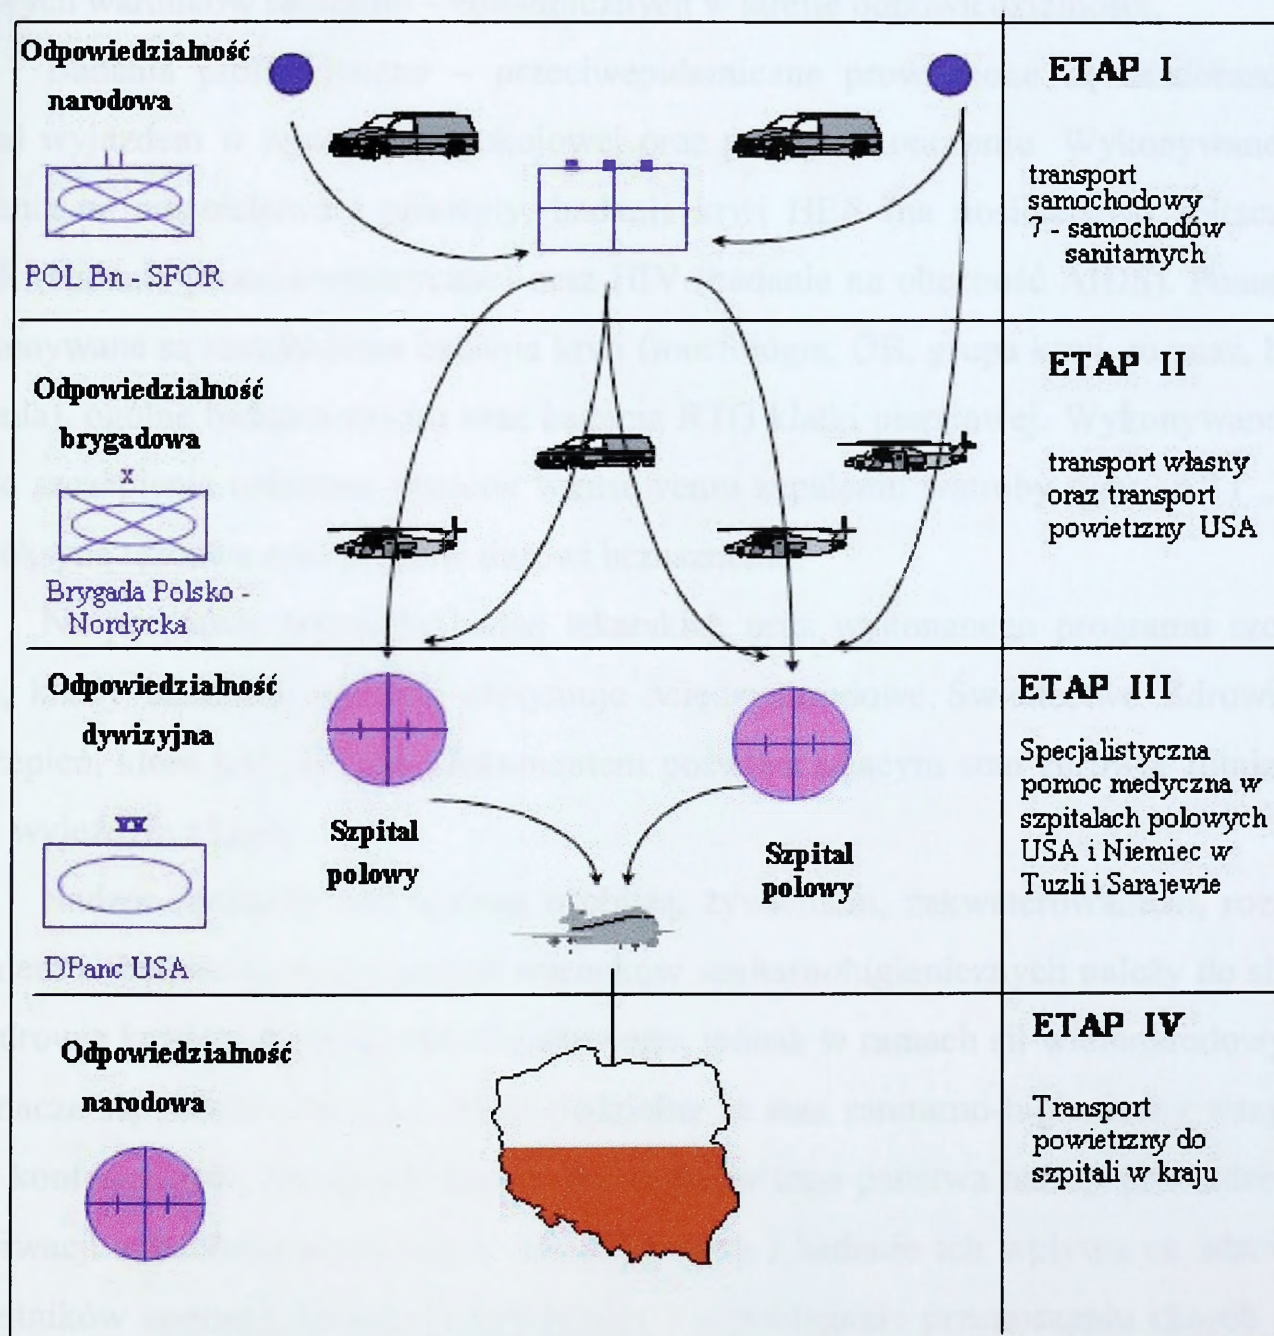 Odpowiedzialność
narodowa
POL Bn. SFOR
ETAP I
transport
samochodowy
7 - samochodów
sanitarnych
Odpowiedzialność
brygadowa
x
Brygada Polsko -
Nordycka
ETAP II
transport własny
oraz transport
powietrzny USA
Odpowiedzialność
dywizyjna
xx
DPanc USA
Szpital
polowy
Szpital
polowy
ETAP III
Specjalistyczna
pomoc medyczna w
szpitalach polowych
USA i Niemiec w
Tuzli i Sarajewie
Odpowiedzialność
narodowa
ETAP IV
Transport
powietrzny do
szpitali w kraju